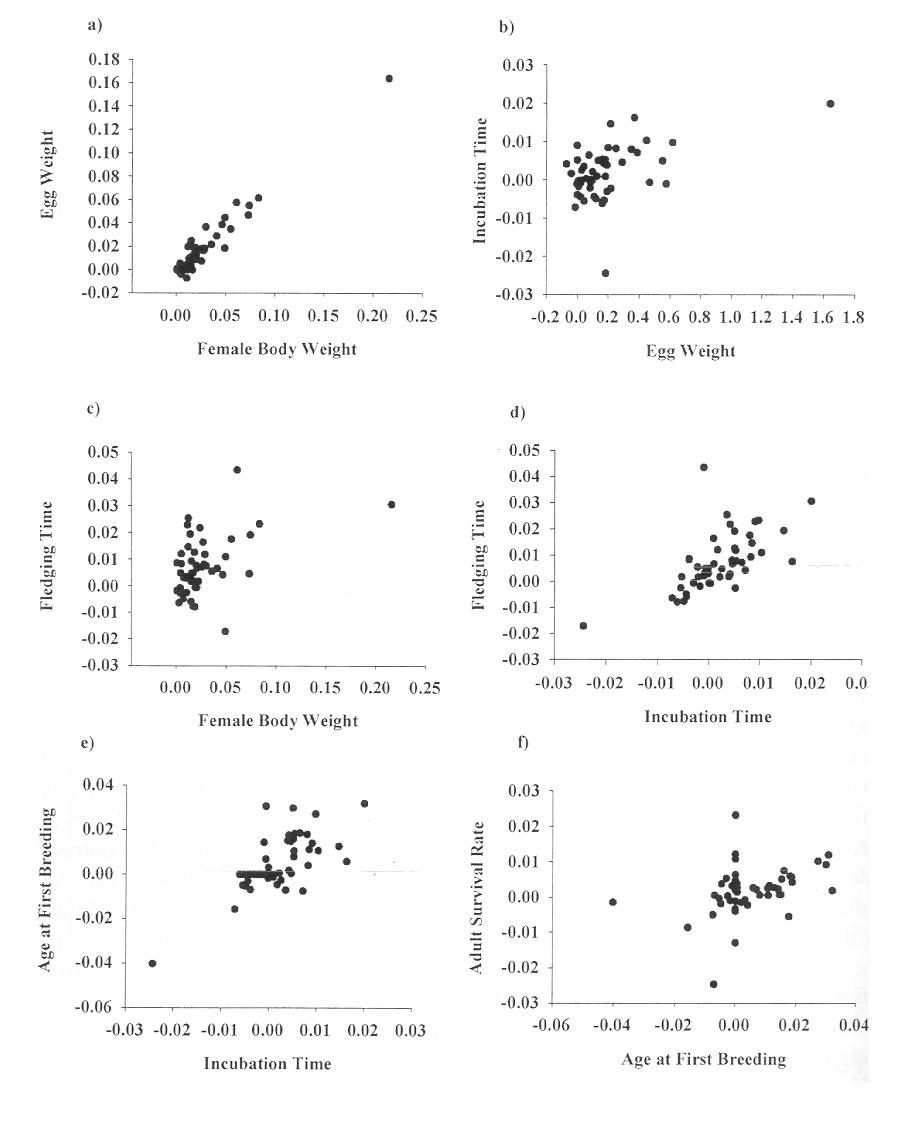 a)
0.18
0.16
0.14
0.12
0.10
0.08
0.06
0.04
0.02
0.00
-0.02
Egg Weight
0.00 0.05 0.10 0.15 0.20 0.25
Female Body Weight
b)
0.03
0.02
0.01
0.00
-0.01
-0.02
-0.03
Incubation Time
-0.2 0.0 0.2 0.4 0.6 0.8 1.0 1.2 1.4 1.6 1.8
Egg Weight
c)
0.05
0.04
0.03
0.02
0.01
0.00
-0.01
-0.02
-0.03
Fledging Time
0.00 0.05 0.10 0.15 0.20 0.25
Female Body Weight
d)
0.05
0.04
0.03
0.02
0.01
0.00
-0.01
-0.02
-0.03
Fledging Time
-0.03 -0.02 -0.01 0.00 0.01 0.02 0.0
Incubation Time
e)
0.04
0.02
0.00
-0.02
-0.04
-0.06
Age at First Breeding
-0.03 -0.02 -0.01 0.00 0.01 0.02 0.03
Incubation Time
f)
0.03
0.02
0.01
0.00
-0.01
-0.02
-0.03
Adult Survival Rate
-0.06 -0.04 -0.02 0.00 0.02 0.04
Age at First Breeding